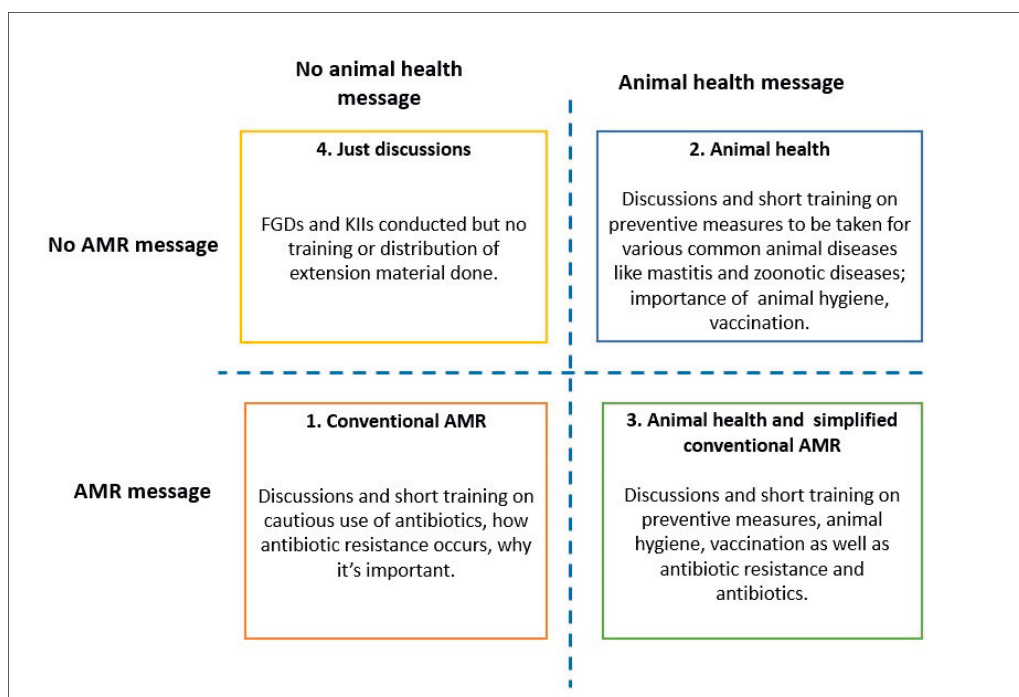 No animal health
message
Animal health message
No AMR message
4. Just discussions
FGDs and KIIs conducted but no
training or distribution of
extension material done.
2. Animal health
Discussions and short training on
preventive measures to be taken for
various common animal diseases
like mastitis and zoonotic diseases;
importance of animal hygiene,
vaccination.
AMR message
1. Conventional AMR
Discussions and short training on
cautious use of antibiotics, how
antibiotic resistance occurs, why
it's important.
3. Animal health and simplified
conventional AMR
Discussions and short training on
preventive measures, animal
hygiene, vaccination as well as
antibiotic resistance and
antibiotics.